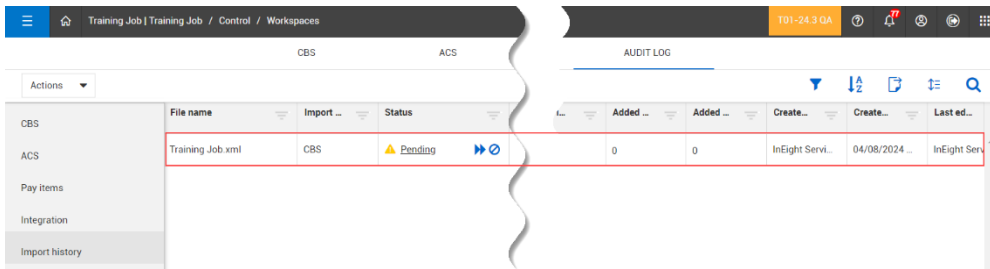 Training Job | Training Job / Control / Workspaces T01-24.3 QA 77
CBS ACS AUDIT LOG
Actions
File name Import ... Status Added ... Added ... Create... Create... Last ed...
CBS
Training Job.xml CBS Pending 0 0 InEight Servi... 04/08/2024 ... InEight Serv
ACS
Pay items
Integration
Import history